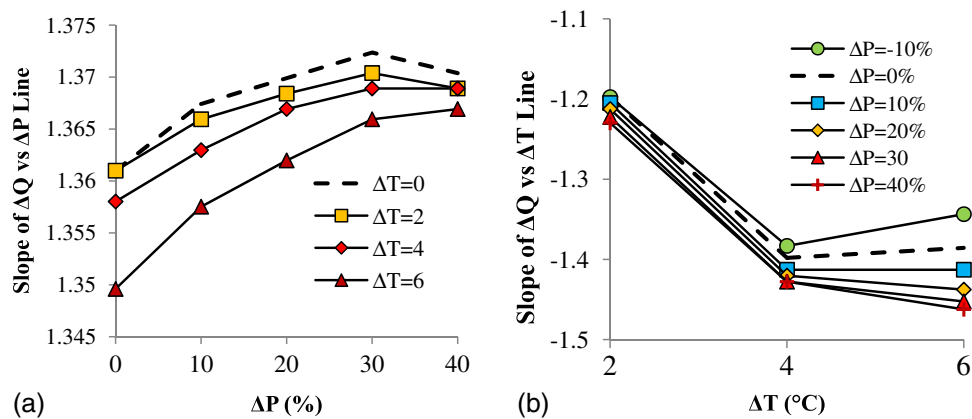 1.375
1.37
1.365
1.36
1.355
1.35
1.345
Slope of ΔQ vs ΔP Line
0 10 20 30 40
ΔP (%)
ΔT=0
ΔT=2
ΔT=4
ΔT=6
(a)
-1.1
-1.2
-1.3
-1.4
-1.5
Slope of ΔQ vs ΔT Line
2 4 6
ΔT (°C)
ΔP=-10%
ΔP=0%
ΔP=10%
ΔP=20%
ΔP=30
ΔP=40%
(b)